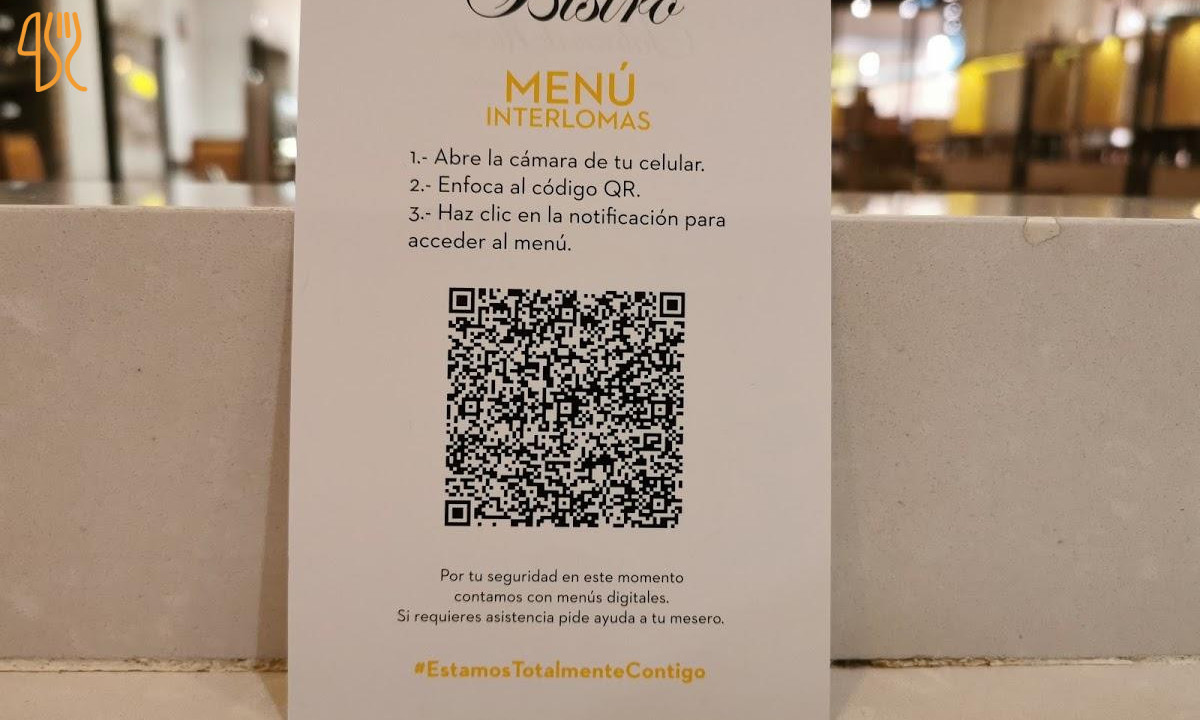 Bistro
MENÚ
INTERLOMAS
1.- Abre la cámara de tu celular.
2.- Enfoca al código QR.
3.- Haz clic en la notificación para
acceder al menú.
Por tu seguridad en este momento
contamos con menús digitales.
Si requieres asistencia pide ayuda a tu mesero.
#EstamosTotalmenteContigo